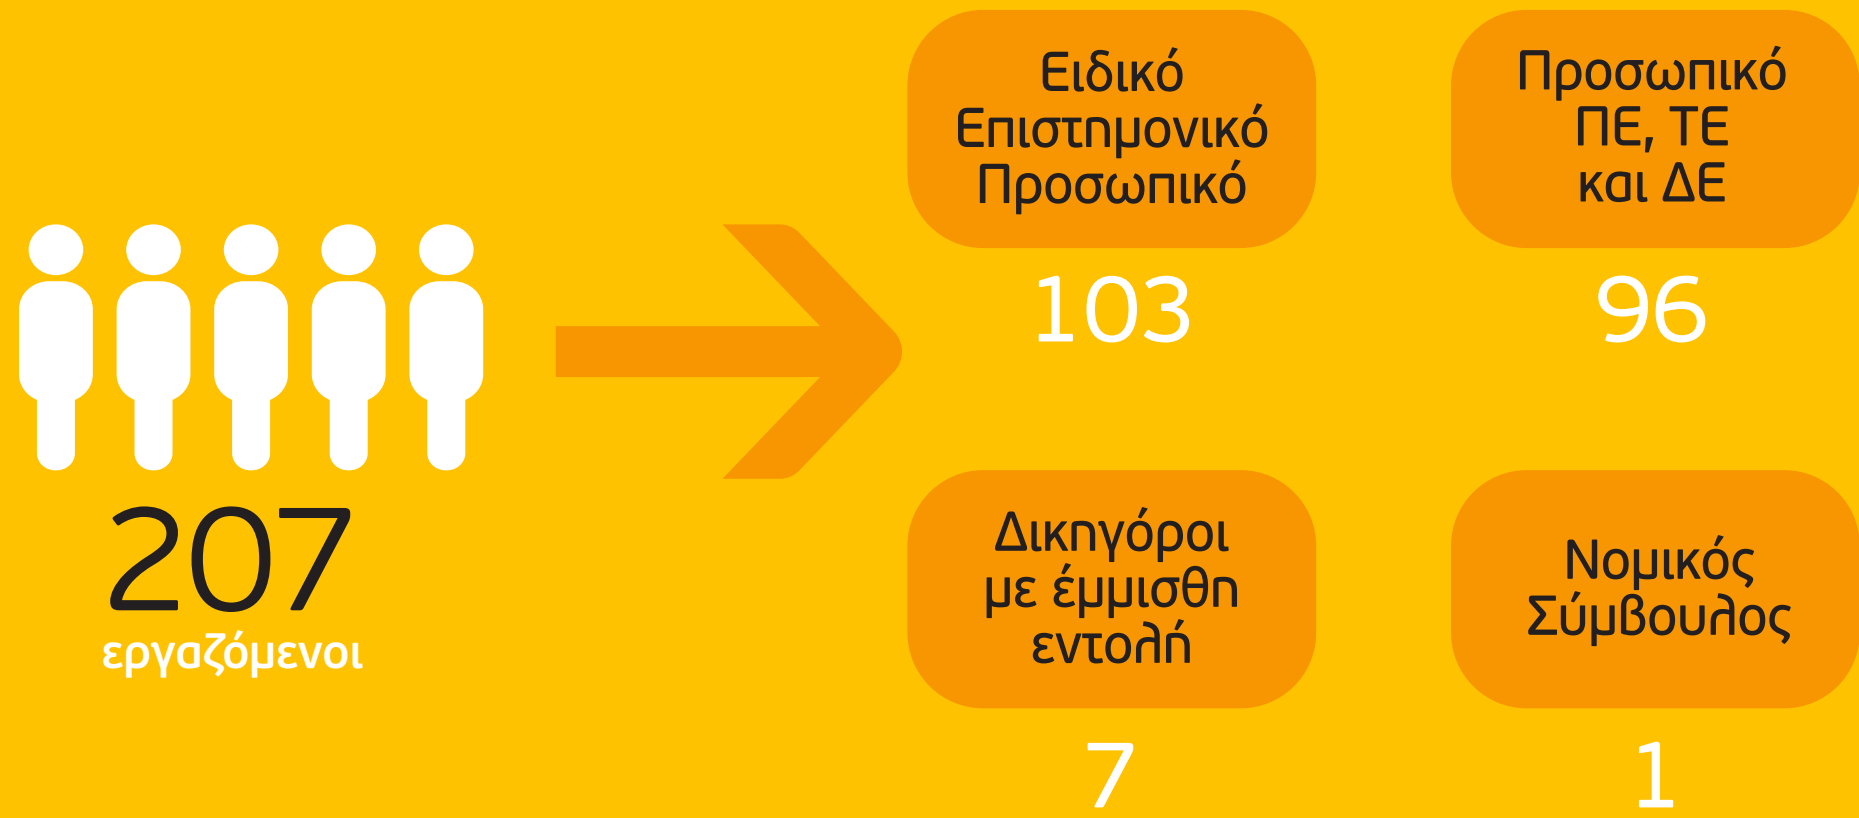 207
εργαζόμενοι
Ειδικό
Επιστημονικό
Προσωπικό
103
Προσωπικό
ΠΕ, ΤΕ
και ΔΕ
96
Δικηγόροι
με έμμισθη
εντολή
7
Νομικός
Σύμβουλος
1